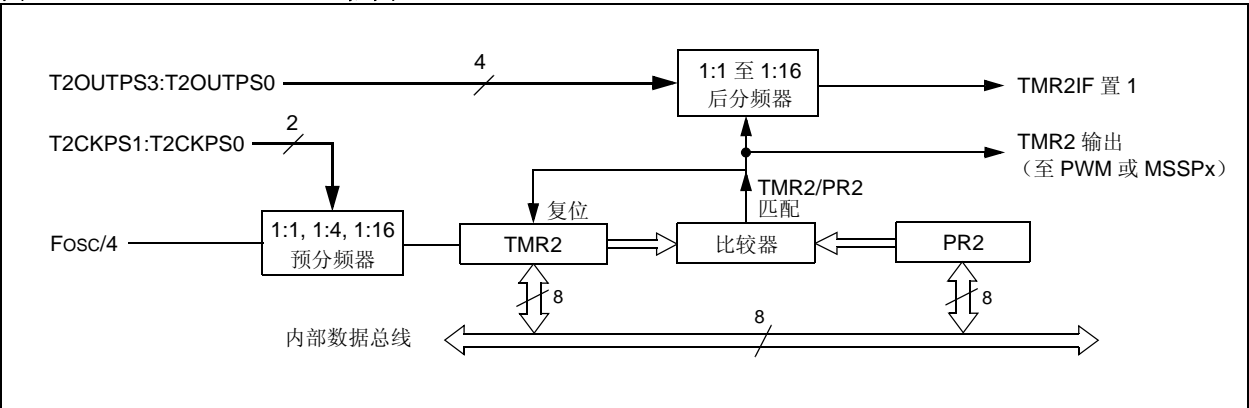 T2OUTPS3:T2OUTPS0
4
1:1 至 1:16
后分频器
TMR2IF 置 1
T2CKPS1:T2CKPS0
2
TMR2 输出
（至 PWM 或 MSSPx）
TMR2/PR2
匹配
复位
FOSC/4
1:1, 1:4, 1:16
预分频器
TMR2
比较器
PR2
8
8
8
内部数据总线